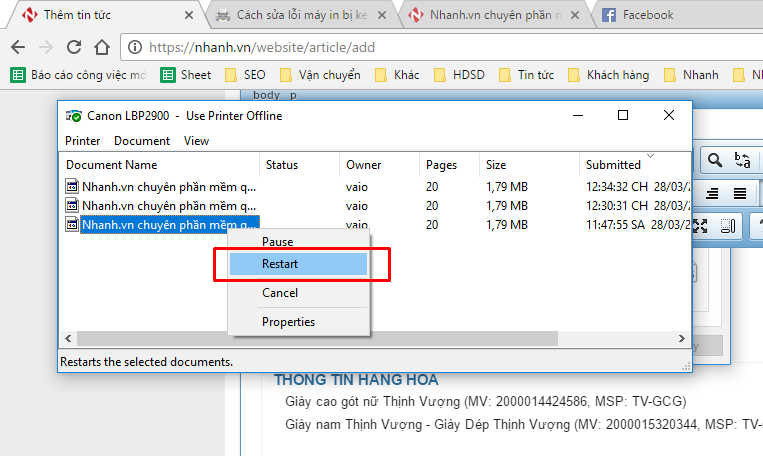 Thêm tin tức
Cách sửa lỗi máy in bị kẹ
Nhanh.vn chuyên phần m
Facebook
https://nhanh.vn/website/article/add
Báo cáo công việc mớ
Sheet
SEO
Vận chuyển
Khác
HDSD
Tin tức
Khách hàng
Nhanh
body p
Canon LBP2900 - Use Printer Offline
Printer Document View
Document Name Status Owner Pages Size Submitted
Nhanh.vn chuyên phần mềm q... vaio 20 1,79 MB 12:34:32 CH 28/03/2
Nhanh.vn chuyên phần mềm q... vaio 20 1,79 MB 12:30:31 CH 28/03/2
Nhanh.vn chuyên phần mềm q... vaio 20 1,79 MB 11:47:55 SA 28/03/2
Pause
Restart
Cancel
Properties
Restarts the selected documents.
THÔNG TIN HÀNG HÓA
Giày cao gót nữ Thịnh Vượng (MV: 2000014424586, MSP: TV-GCG)
Giày nam Thịnh Vượng - Giày Dép Thịnh Vượng (MV: 2000015320344, MSP: TV-